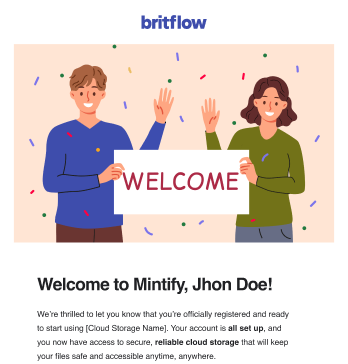 britflow
WELCOME
Welcome to Mintify, Jhon Doe!
We're thrilled to let you know that you're officially registered and ready
to start using [Cloud Storage Name]. Your account is all set up, and
you now have access to secure, reliable cloud storage that will keep
your files safe and accessible anytime, anywhere.